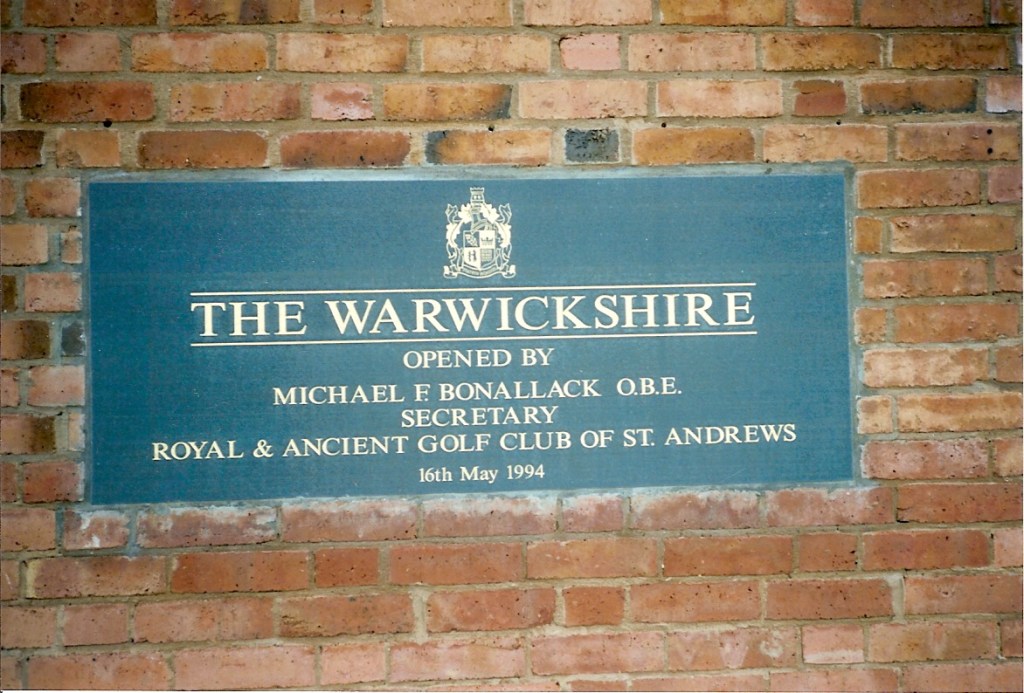 THE WARWICKSHIRE
OPENED BY
MICHAEL F. BONALLACK O.B.E.
SECRETARY
ROYAL & ANCIENT GOLF CLUB OF ST. ANDREWS
16th May 1994